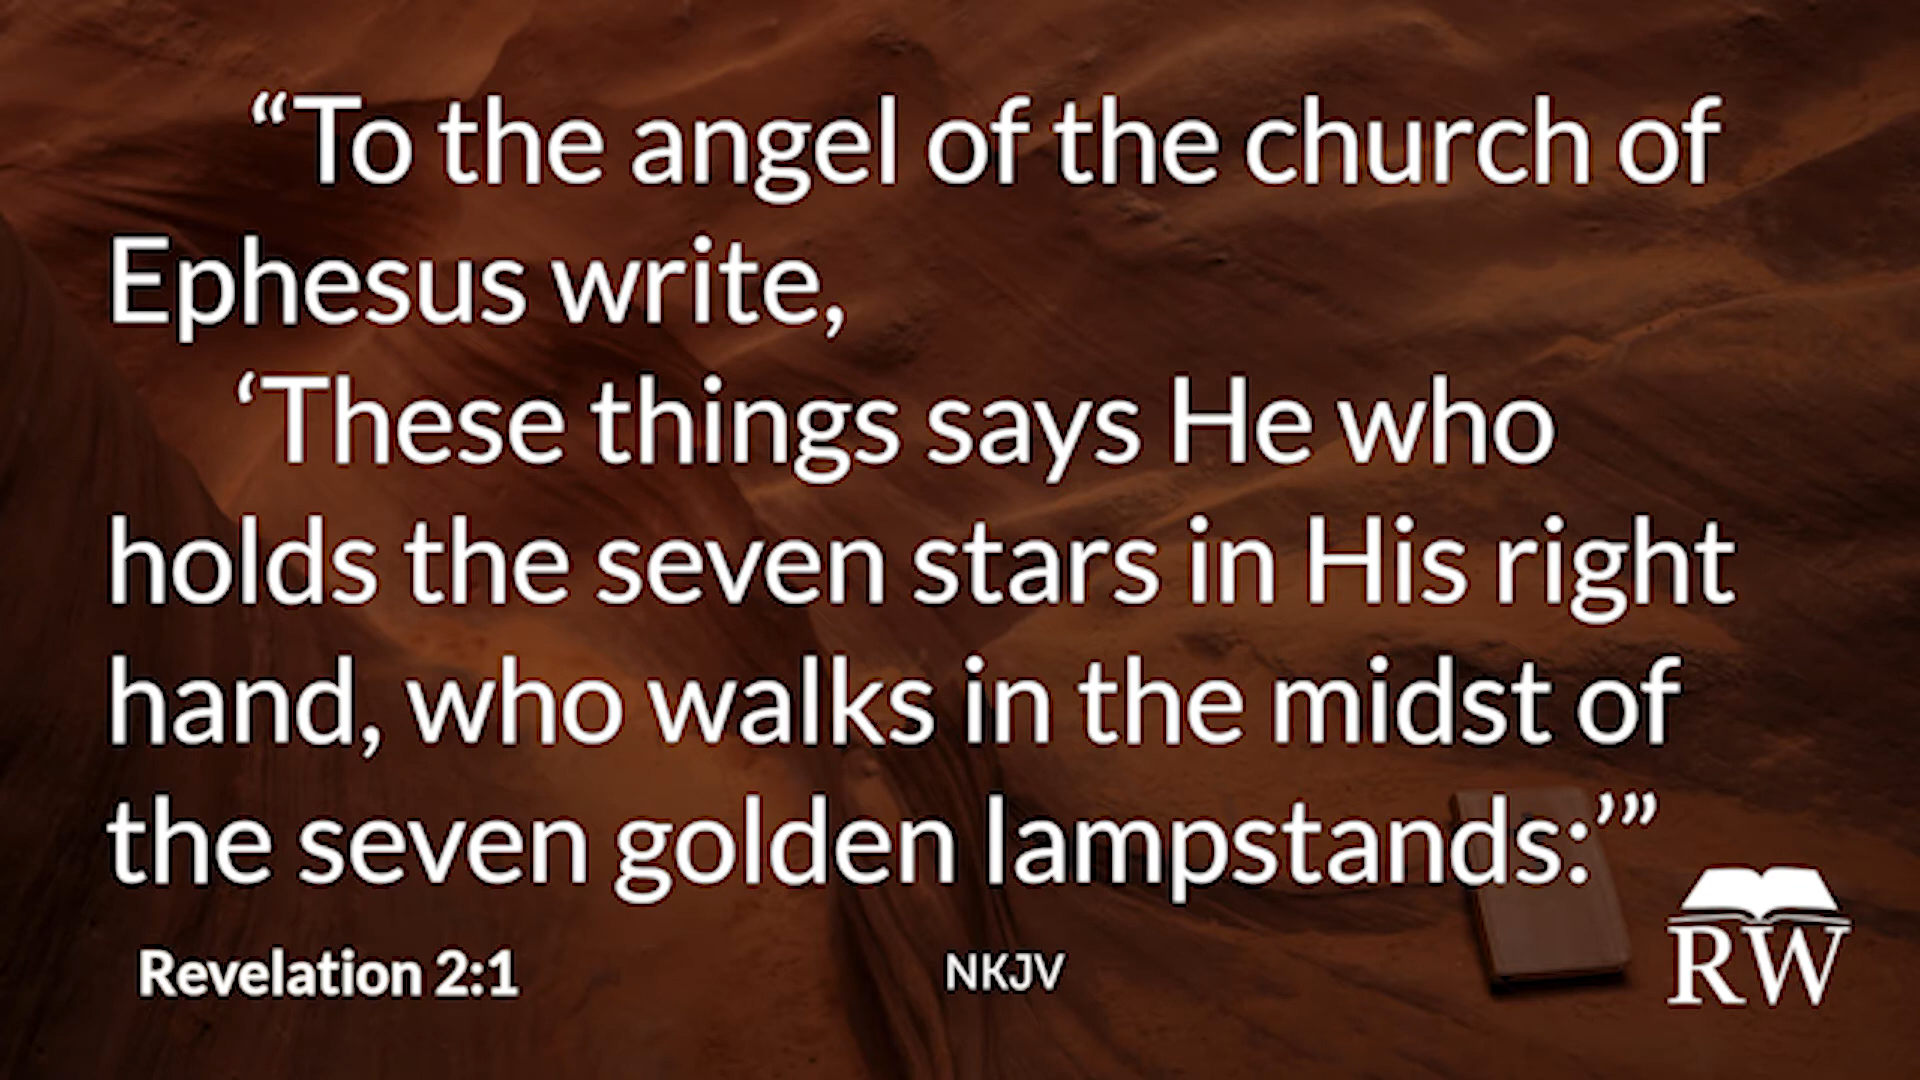 “To the angel of the church of
Ephesus write,
‘These things says He who
holds the seven stars in His right
hand, who walks in the midst of
the seven golden lampstands:’”
Revelation 2:1
NKJV
RW